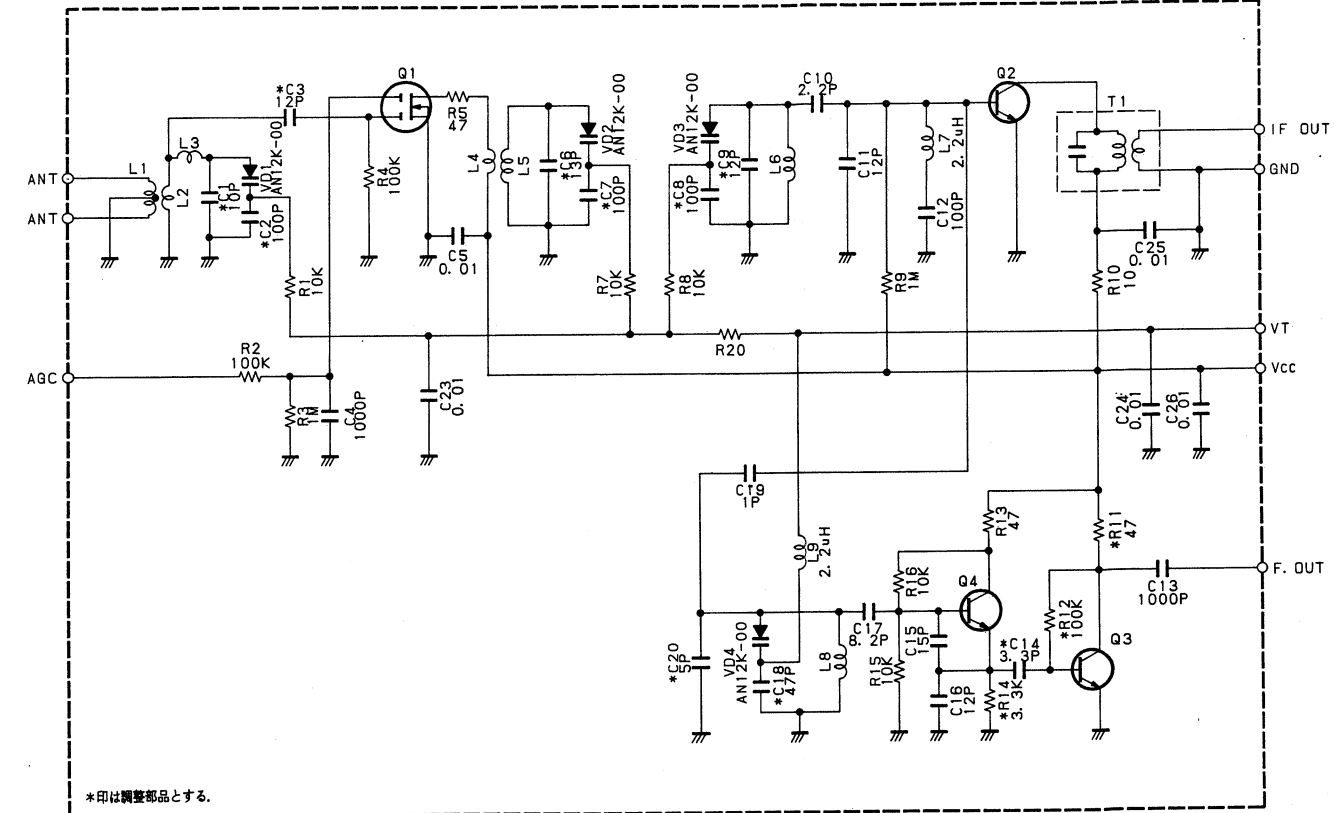 Q1
*C3
12P
R5
47
L3
VD1
AN12K-00
L1
L2
ANT
ANT
*C1
10P
*C2
100P
R4
100K
L4
L5
*C6
13P
VD2
AN12K-00
*C7
100P
C5
0.01
R1
10K
R7
10K
VD3
AN12K-00
*C8
100P
*C9
12P
L6
C10
2.2P
C11
12P
L7
2.2uH
C12
100P
Q2
T1
IF OUT
GND
C25
0.01
R10
10
R8
10K
R9
1M
R20
VT
Vcc
R2
100K
AGC
R3
1M
C4
1000P
C23
0.01
C24
0.01
C26
0.01
C19
1P
L9
2.2uH
R13
47
*R11
47
R16
10K
Q4
C13
1000P
F.OUT
*R12
100K
Q3
*C20
5P
VD4
AN12K-00
*C18
47P
L8
C17
8.2P
R15
10K
C15
15P
C16
12P
*C14
3.3P
*R14
3.3K
*印は調整部品とする.